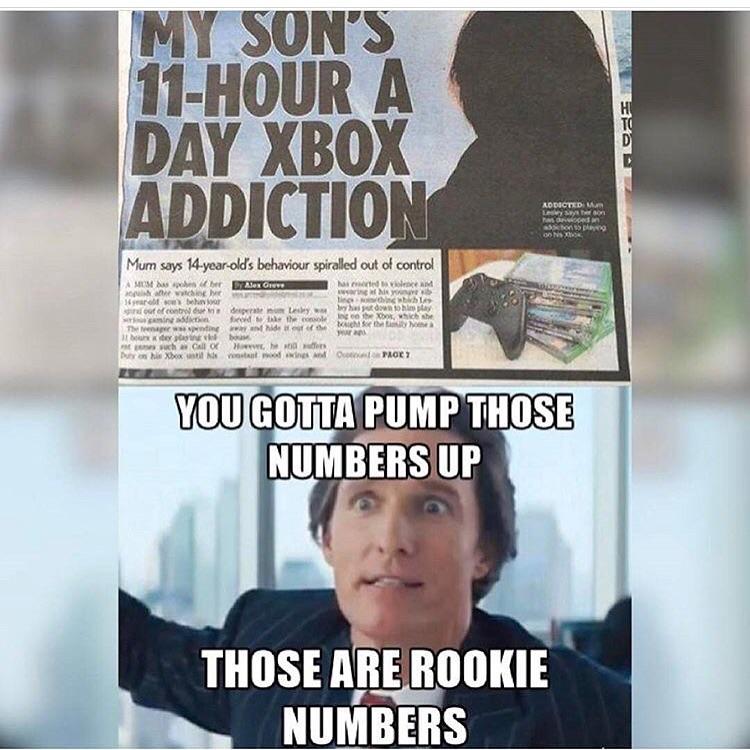 MY SON'S
11-HOUR A
DAY XBOX
ADDICTION
ADDICTED: Mum
Lesley says her son
has developed an
addiction to playing
on his Xbox
Mum says 14-year-old's behaviour spiralled out of control
A MUM has spoken of her
anguish after watching her
14-year-old son's behaviour
spiral out of control due to a
serious gaming addiction.
The teenager was spending
11 hours a day playing viol-
ent games such as Call Of
Duty on his Xbox until his
By Alex Grove
desperate mum Lesley was
forced to take the console
away and hide it out of the
house.
However, he still suffers
constant mood swings and
has resorted to violence and
swearing at his younger sib-
lings - something which Les-
ley has put down to him play-
ing on the Xbox, which she
bought for the family home a
year ago.
Continued on PAGE 7
YOU GOTTA PUMP THOSE
NUMBERS UP
THOSE ARE ROOKIE
NUMBERS